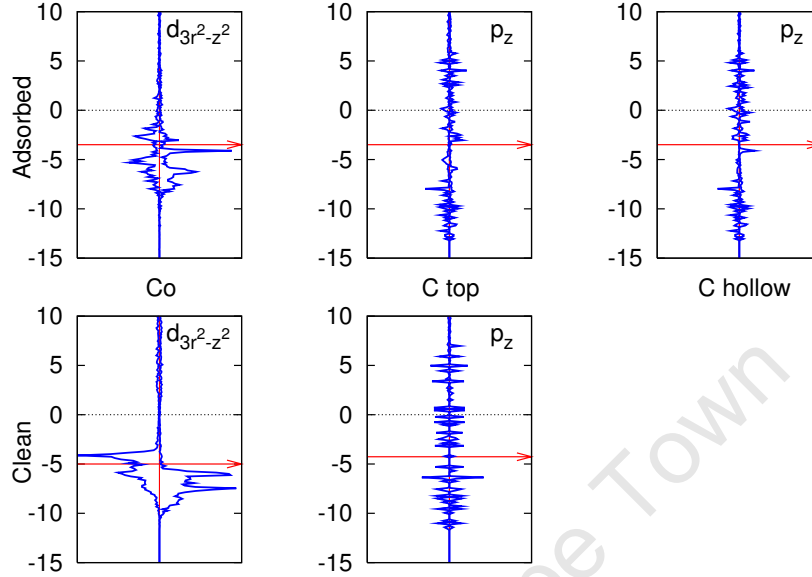 10 10 10
d3r²-z² pz pz
5 5 5
Adsorbed
0 0 0
-5 -5 -5
-10 -10 -10
-15 -15 -15
Co C top C hollow
10 10
d3r²-z² pz
5 5
Clean
0 0
-5 -5
-10 -10
-15 -15
Town